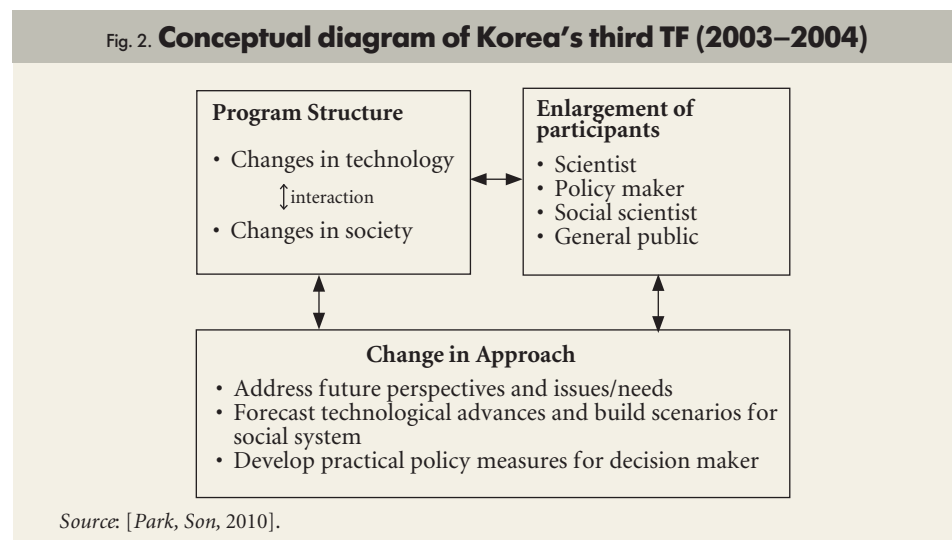 Fig. 2. Conceptual diagram of Korea’s third TF (2003–2004)
Program Structure
• Changes in technology
interaction
• Changes in society
Enlargement of
participants
• Scientist
• Policy maker
• Social scientist
• General public
Change in Approach
• Address future perspectives and issues/needs
• Forecast technological advances and build scenarios for
social system
• Develop practical policy measures for decision maker
Source: [Park, Son, 2010].